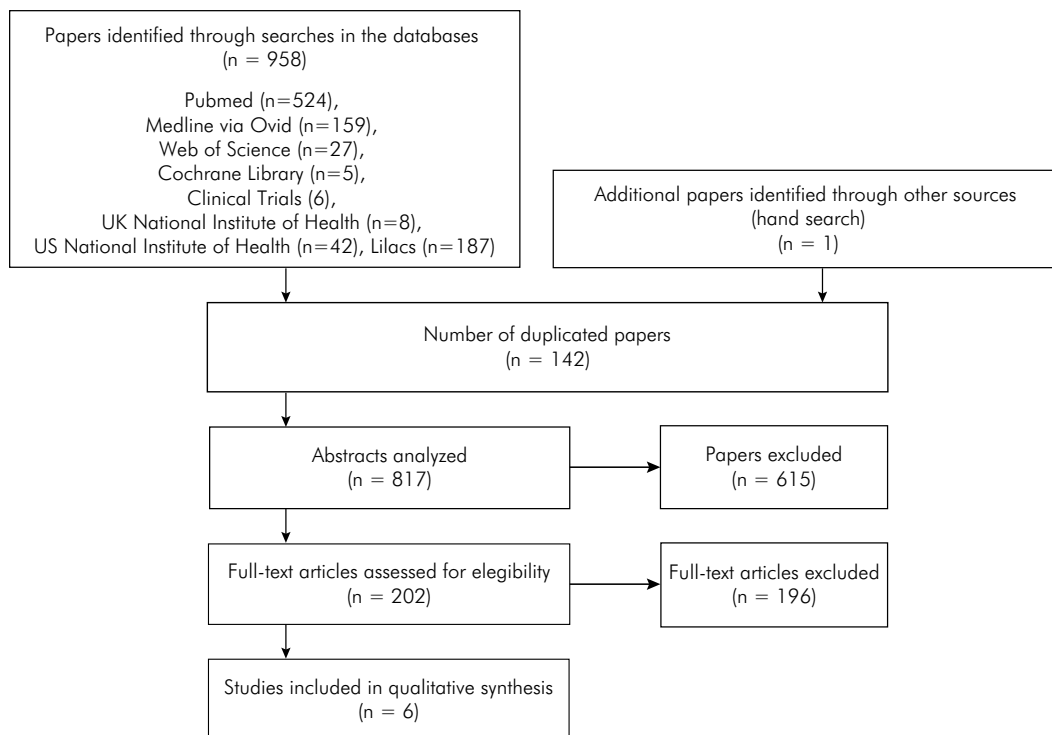 Papers identified through searches in the databases
(n = 958)
Pubmed (n=524),
Medline via Ovid (n=159),
Web of Science (n=27),
Cochrane Library (n=5),
Clinical Trials (6),
UK National Institute of Health (n=8),
US National Institute of Health (n=42), Lilacs (n=187)
Additional papers identified through other sources
(hand search)
(n = 1)
Number of duplicated papers
(n = 142)
Abstracts analyzed
(n = 817)
Papers excluded
(n = 615)
Full-text articles assessed for elegibility
(n = 202)
Full-text articles excluded
(n = 196)
Studies included in qualitative synthesis
(n = 6)